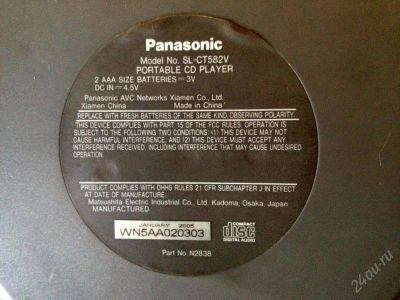 Panasonic
Model No. SL-CT582V
PORTABLE CD PLAYER
2 AAA SIZE BATTERIES ⎓ 3V
DC IN ⎓ 4.5V
Panasonic AVC Networks Xiamen Co., Ltd.
Xiamen China Made in China
REPLACE WITH FRESH BATTERIES OF THE SAME KIND, OBSERVING POLARITY.
THIS DEVICE COMPLIES WITH PART 15 OF THE FCC RULES. OPERATION IS
SUBJECT TO THE FOLLOWING TWO CONDITIONS: (1) THIS DEVICE MAY NOT
CAUSE HARMFUL INTERFERENCE, AND (2) THIS DEVICE MUST ACCEPT ANY
INTERFERENCE RECEIVED, INCLUDING INTERFERENCE THAT MAY CAUSE UNDESIRED
OPERATION.
PRODUCT COMPLIES WITH DHHS RULES 21 CFR SUBCHAPTER J IN EFFECT
AT DATE OF MANUFACTURE.
Matsushita Electric Industrial Co., Ltd. Kadoma, Osaka, Japan
MANUFACTURED
JANUARY 2005
WN5AA020303
COMPACT
disc
DIGITAL AUDIO
Part No.N2838
24au.ru